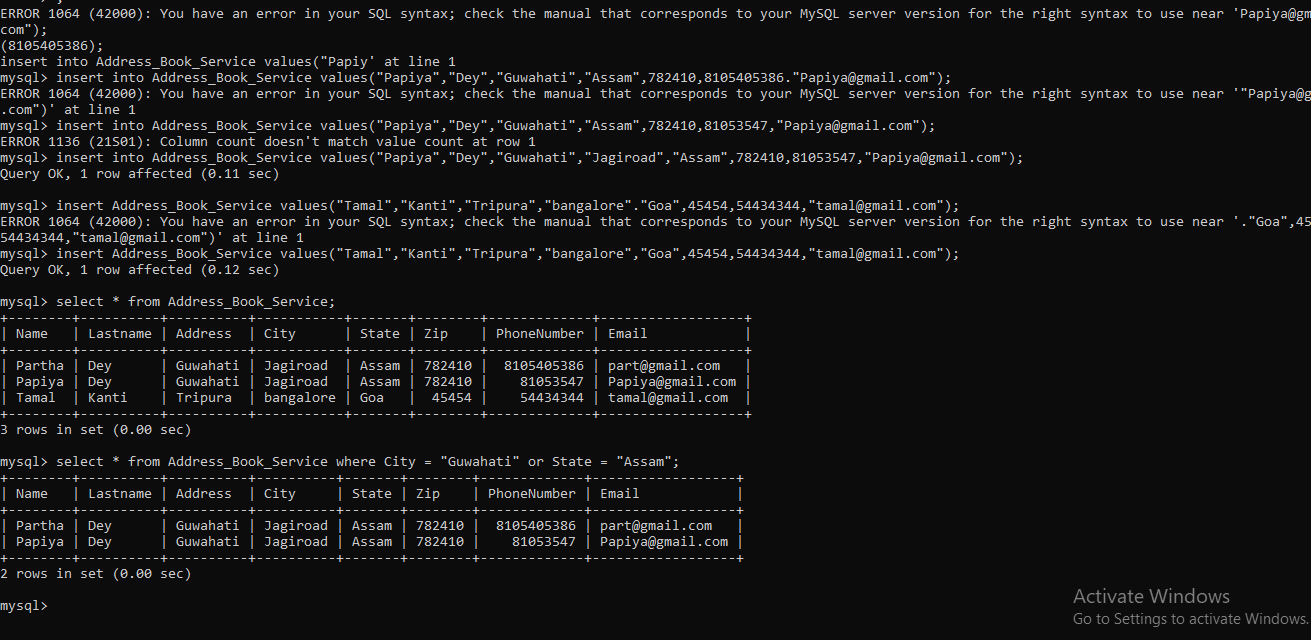 ERROR 1064 (42000): You have an error in your SQL syntax; check the manual that corresponds to your MySQL server version for the right syntax to use near 'Papiya@gm
com");
(8105405386);
insert into Address_Book_Service values("Papiy' at line 1
mysql> insert into Address_Book_Service values("Papiya","Dey","Guwahati","Assam",782410,8105405386."Papiya@gmail.com");
ERROR 1064 (42000): You have an error in your SQL syntax; check the manual that corresponds to your MySQL server version for the right syntax to use near '"Papiya@g
.com")' at line 1
mysql> insert into Address_Book_Service values("Papiya","Dey","Guwahati","Assam",782410,81053547,"Papiya@gmail.com");
ERROR 1136 (21S01): Column count doesn't match value count at row 1
mysql> insert into Address_Book_Service values("Papiya","Dey","Guwahati","Jagiroad","Assam",782410,81053547,"Papiya@gmail.com");
Query OK, 1 row affected (0.11 sec)
mysql> insert Address_Book_Service values("Tamal","Kanti","Tripura","bangalore"."Goa",45454,54434344,"tamal@gmail.com");
ERROR 1064 (42000): You have an error in your SQL syntax; check the manual that corresponds to your MySQL server version for the right syntax to use near '."Goa",45
54434344,"tamal@gmail.com")' at line 1
mysql> insert Address_Book_Service values("Tamal","Kanti","Tripura","bangalore","Goa",45454,54434344,"tamal@gmail.com");
Query OK, 1 row affected (0.12 sec)
mysql> select * from Address_Book_Service;
+--------+----------+----------+-----------+-------+--------+-------------+------------------+
| Name   | Lastname | Address  | City      | State | Zip    | PhoneNumber | Email            |
+--------+----------+----------+-----------+-------+--------+-------------+------------------+
| Partha | Dey      | Guwahati | Jagiroad  | Assam | 782410 |  8105405386 | part@gmail.com   |
| Papiya | Dey      | Guwahati | Jagiroad  | Assam | 782410 |    81053547 | Papiya@gmail.com |
| Tamal  | Kanti    | Tripura  | bangalore | Goa   |  45454 |    54434344 | tamal@gmail.com  |
+--------+----------+----------+-----------+-------+--------+-------------+------------------+
3 rows in set (0.00 sec)
mysql> select * from Address_Book_Service where City = "Guwahati" or State = "Assam";
+--------+----------+----------+----------+-------+--------+-------------+------------------+
| Name   | Lastname | Address  | City     | State | Zip    | PhoneNumber | Email            |
+--------+----------+----------+----------+-------+--------+-------------+------------------+
| Partha | Dey      | Guwahati | Jagiroad | Assam | 782410 |  8105405386 | part@gmail.com   |
| Papiya | Dey      | Guwahati | Jagiroad | Assam | 782410 |    81053547 | Papiya@gmail.com |
+--------+----------+----------+----------+-------+--------+-------------+------------------+
2 rows in set (0.00 sec)
mysql>
Activate Windows
Go to Settings to activate Windows.